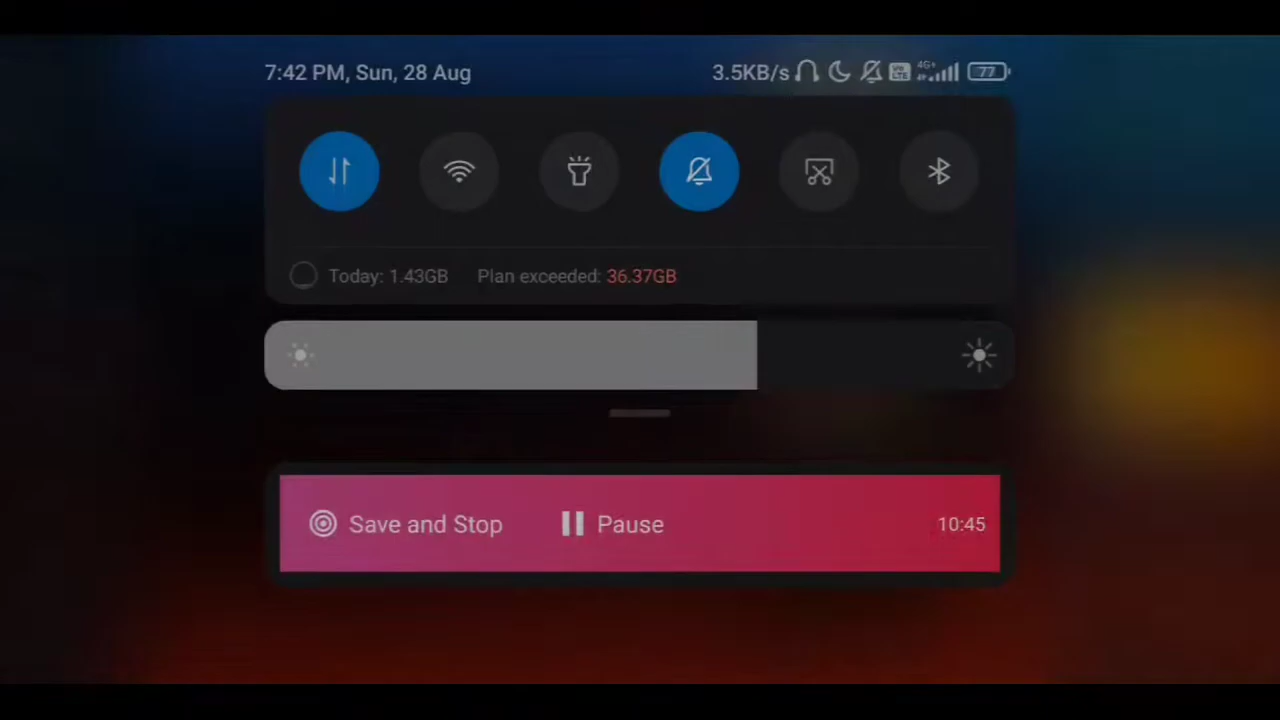 7:42 PM, Sun, 28 Aug 3.5KB/s 4G+ 77
Today: 1.43GB Plan exceeded: 36.37GB
Save and Stop Pause 10:45